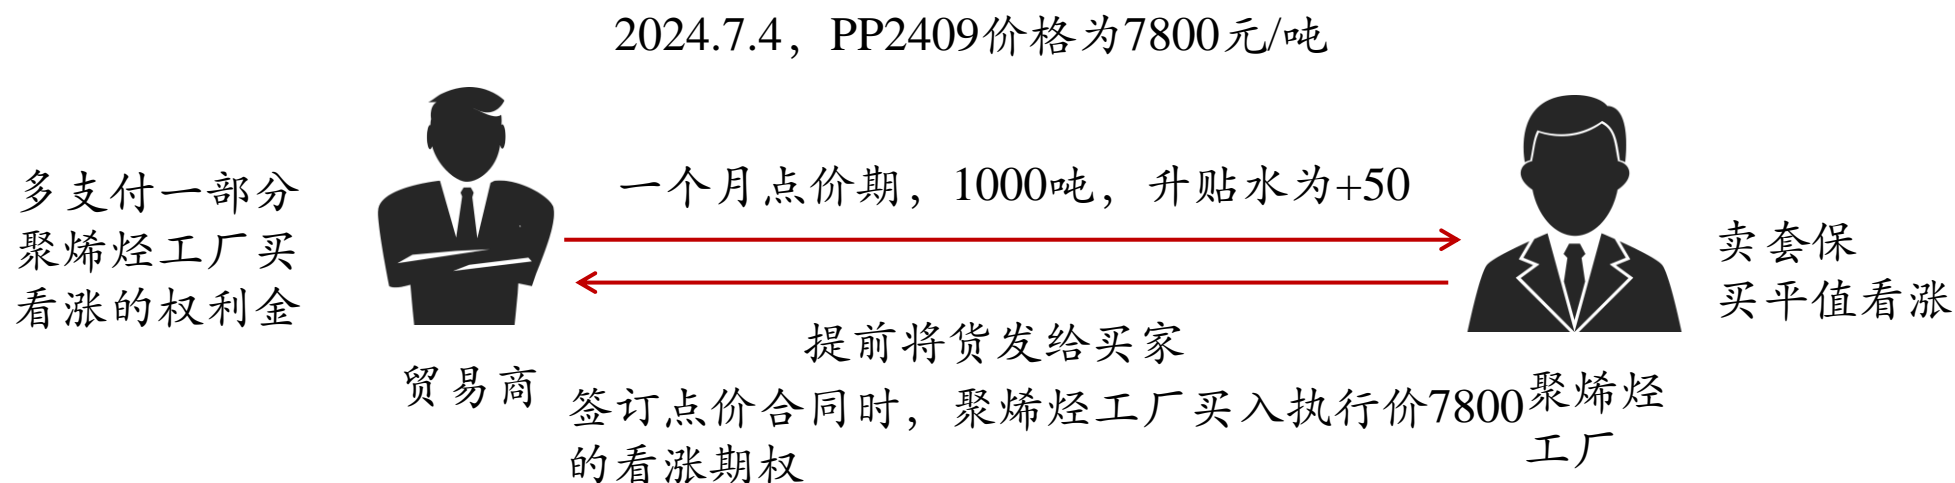 2024.7.4，PP2409价格为7800元/吨
多支付一部分
聚烯烃工厂买
看涨的权利金
一个月点价期，1000吨，升贴水为+50
卖套保
买平值看涨
提前将货发给买家
贸易商
签订点价合同时，聚烯烃工厂买入执行价7800
的看涨期权
聚烯烃
工厂